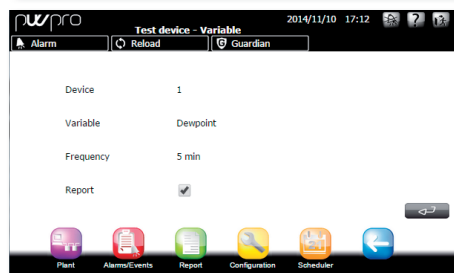 pwpro
Test device - Variable
2014/11/10 17:12
?
Alarm
Reload
Guardian
Device 1
Variable Dewpoint
Frequency 5 min
Report
Plant
Alarms/Events
Report
Configuration
Scheduler